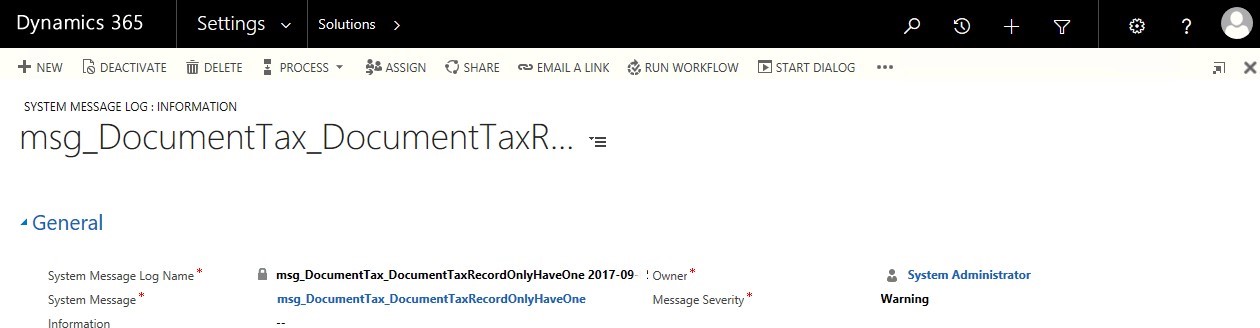 Dynamics 365 Settings Solutions
NEW DEACTIVATE DELETE PROCESS ASSIGN SHARE EMAIL A LINK RUN WORKFLOW START DIALOG •••
SYSTEM MESSAGE LOG : INFORMATION
msg_DocumentTax_DocumentTaxR...
General
System Message Log Name* msg_DocumentTax_DocumentTaxRecordOnlyHaveOne 2017-09- Owner* System Administrator
System Message* msg_DocumentTax_DocumentTaxRecordOnlyHaveOne Message Severity* Warning
Information --